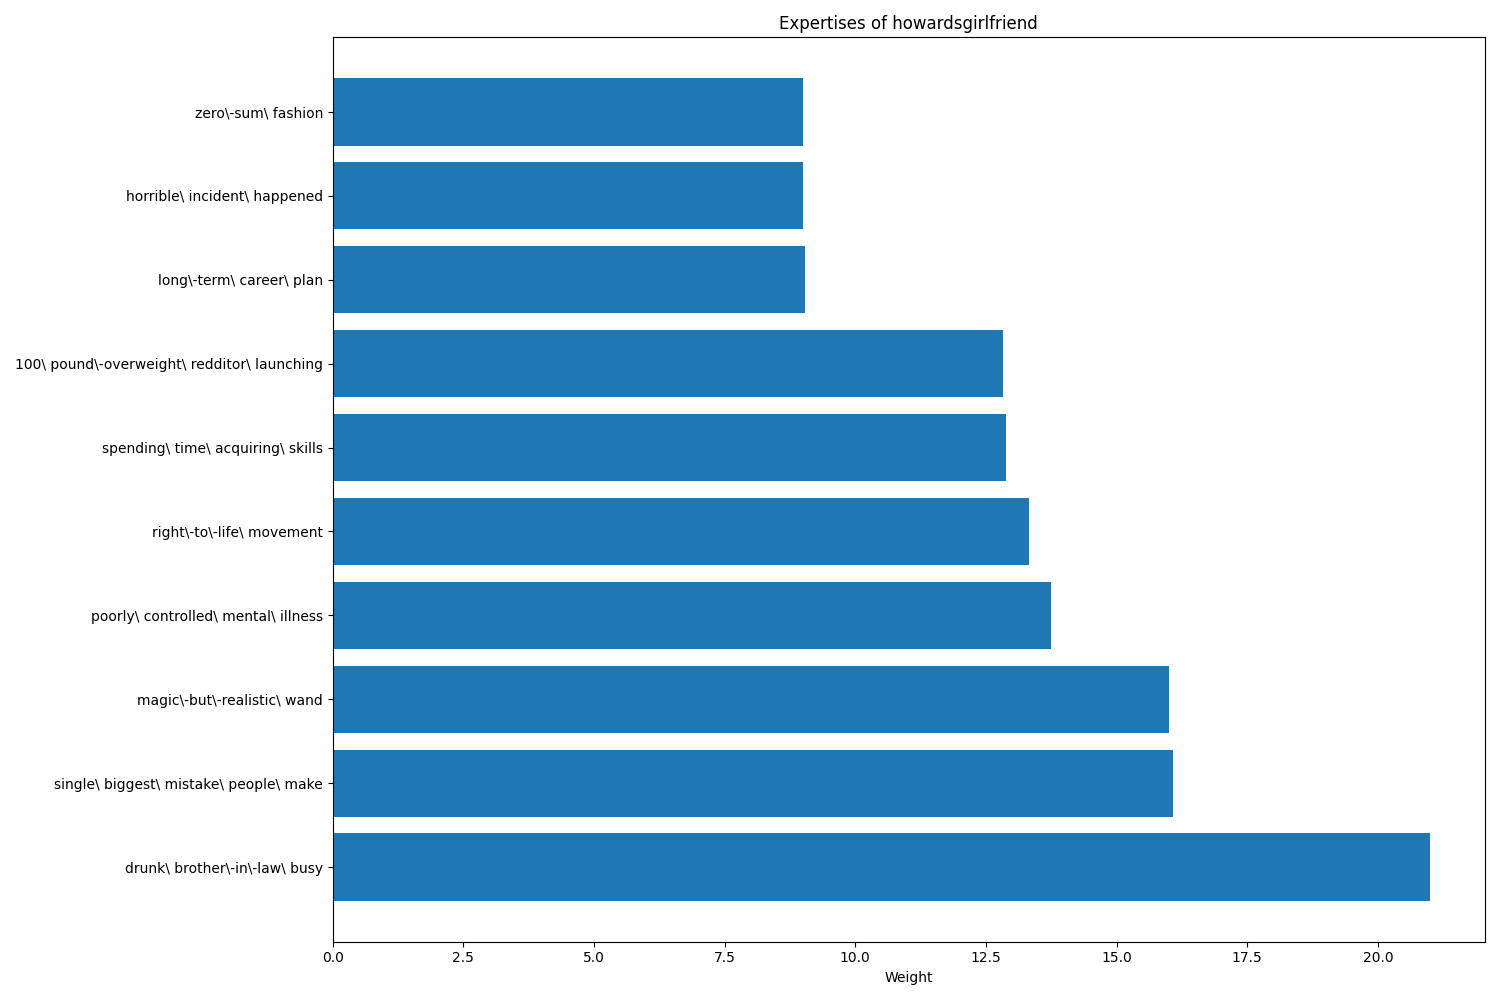 Expertises of howardsgirlfriend
zero\-sum\ fashion
horrible\ incident\ happened
long\-term\ career\ plan
100\ pound\-overweight\ redditor\ launching
spending\ time\ acquiring\ skills
right\-to\-life\ movement
poorly\ controlled\ mental\ illness
magic\-but\-realistic\ wand
single\ biggest\ mistake\ people\ make
drunk\ brother\-in\-law\ busy
0.0 2.5 5.0 7.5 10.0 12.5 15.0 17.5 20.0
Weight